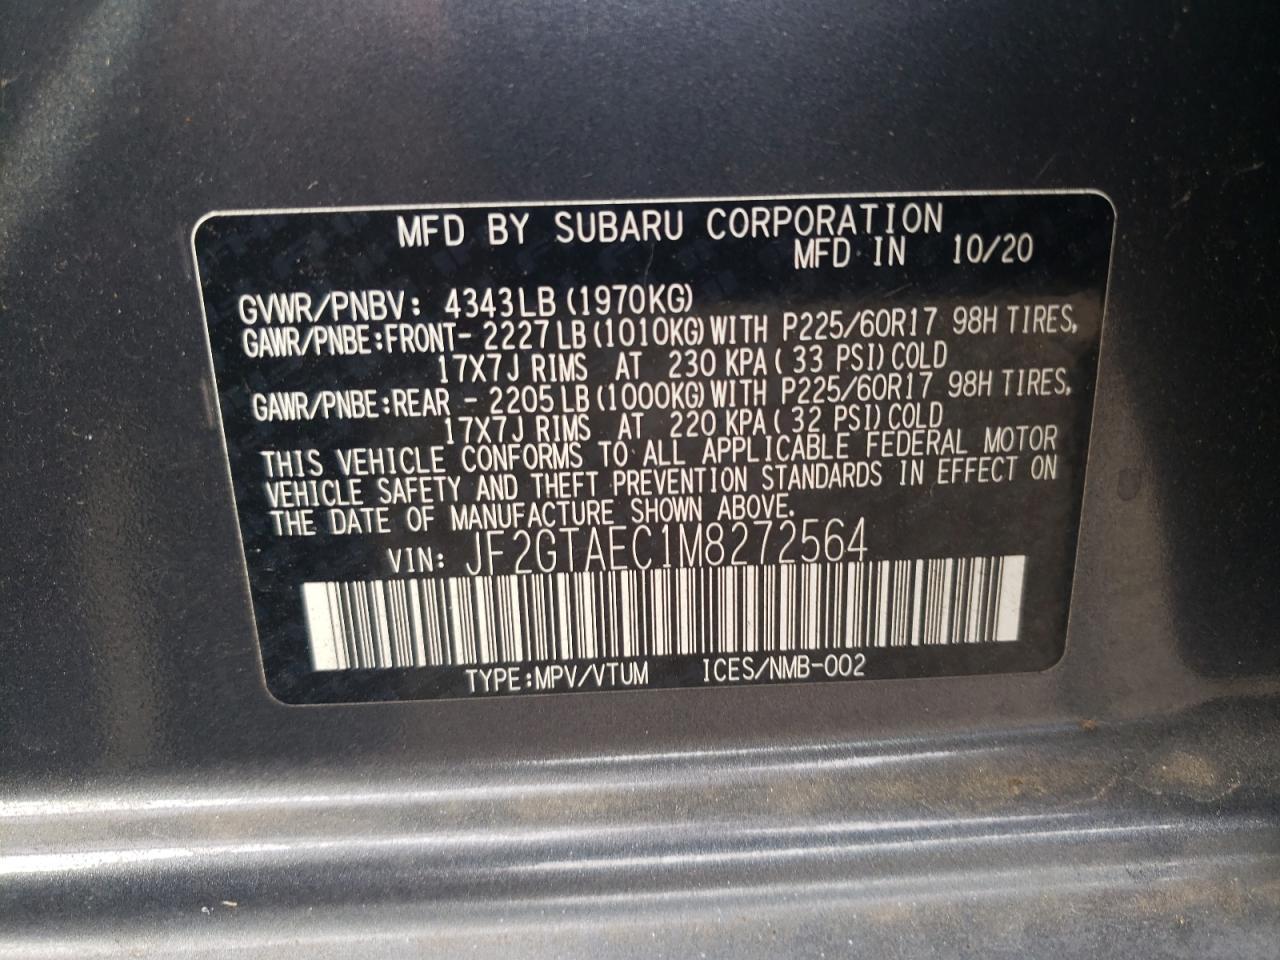 MFD BY SUBARU CORPORATION
MFD IN 10/20
GVWR/PNBV: 4343LB (1970KG)
GAWR/PNBE:FRONT- 2227 LB (1010KG) WITH P225/60R17 98H TIRES,
17X7J RIMS AT 230 KPA ( 33 PSI) COLD
GAWR/PNBE:REAR - 2205 LB (1000KG) WITH P225/60R17 98H TIRES,
17X7J RIMS AT 220 KPA ( 32 PSI) COLD
THIS VEHICLE CONFORMS TO ALL APPLICABLE FEDERAL MOTOR
VEHICLE SAFETY AND THEFT PREVENTION STANDARDS IN EFFECT ON
THE DATE OF MANUFACTURE SHOWN ABOVE.
VIN: JF2GTAEC1M8272564
TYPE:MPV/VTUM ICES/NMB-002